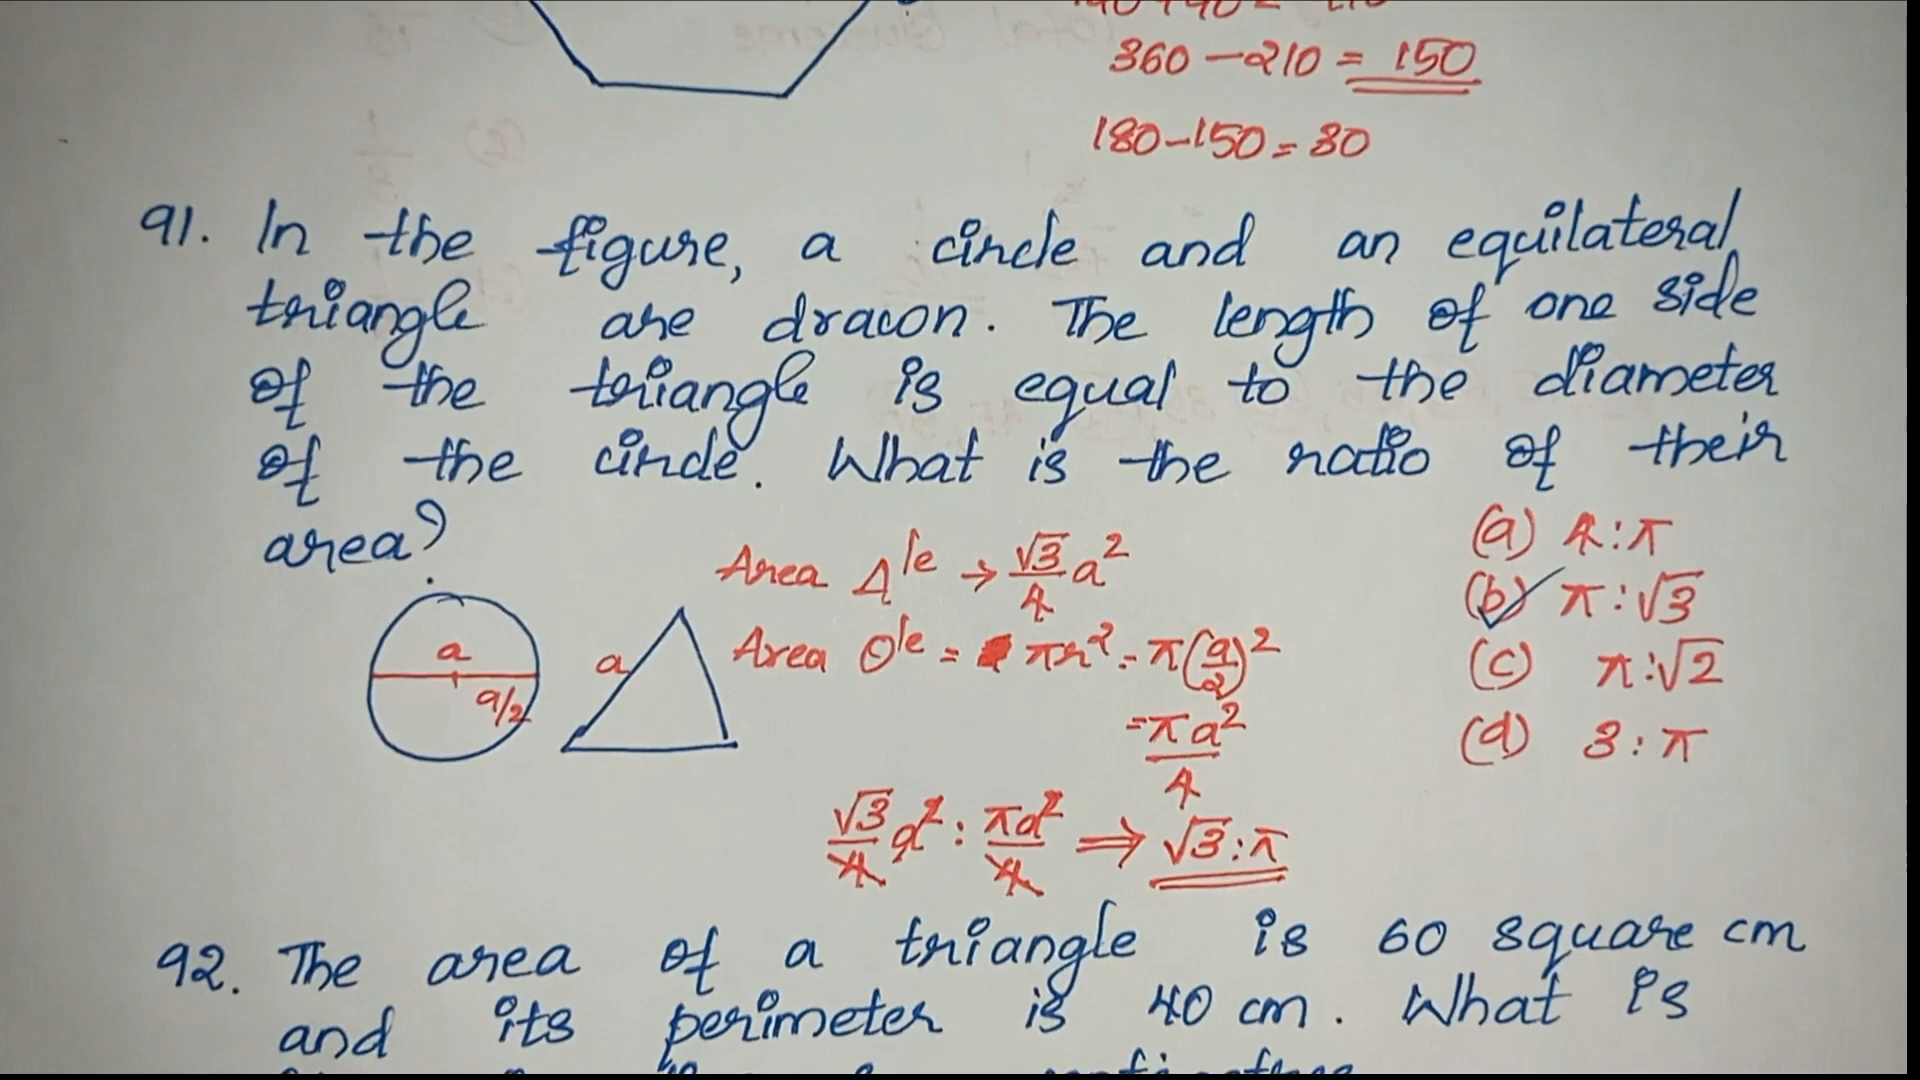 360 - 210 = 150
180 - 150 = 30
91. In the figure, a circle and an equilateral
triangle are drawn. The length of one side
of the triangle is equal to the diameter
of the circle. What is the ratio of their
area?
Area Δle → √3/4 a²
(a) 4 : π
(b) π : √3
Area Ole = πr² = π(a/2)²
(c) π : √2
= πa²/4
(d) 3 : π
a
a/2
a
√3/4 a² : πa²/4 ⇒ √3 : π
92. The area of a triangle is 60 square cm
and its perimeter is 40 cm. What is